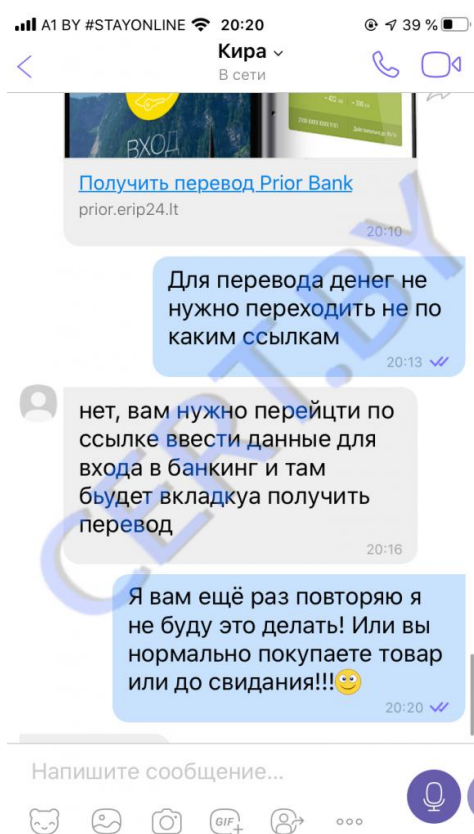 A1 BY #STAYONLINE 20:20 39 %
Кира
В сети
ВХОД
Получить перевод Prior Bank
prior.erip24.lt
20:10
Для перевода денег не
нужно переходить не по
каким ссылкам
20:13
нет, вам нужно перейцти по
ссылке ввести данные для
входа в банкинг и там
бьудет вкладкуа получить
перевод
20:16
Я вам ещё раз повторяю я
не буду это делать! Или вы
нормально покупаете товар
или до свидания!!!
20:20
Напишите сообщение...
GIF
CERT.BY